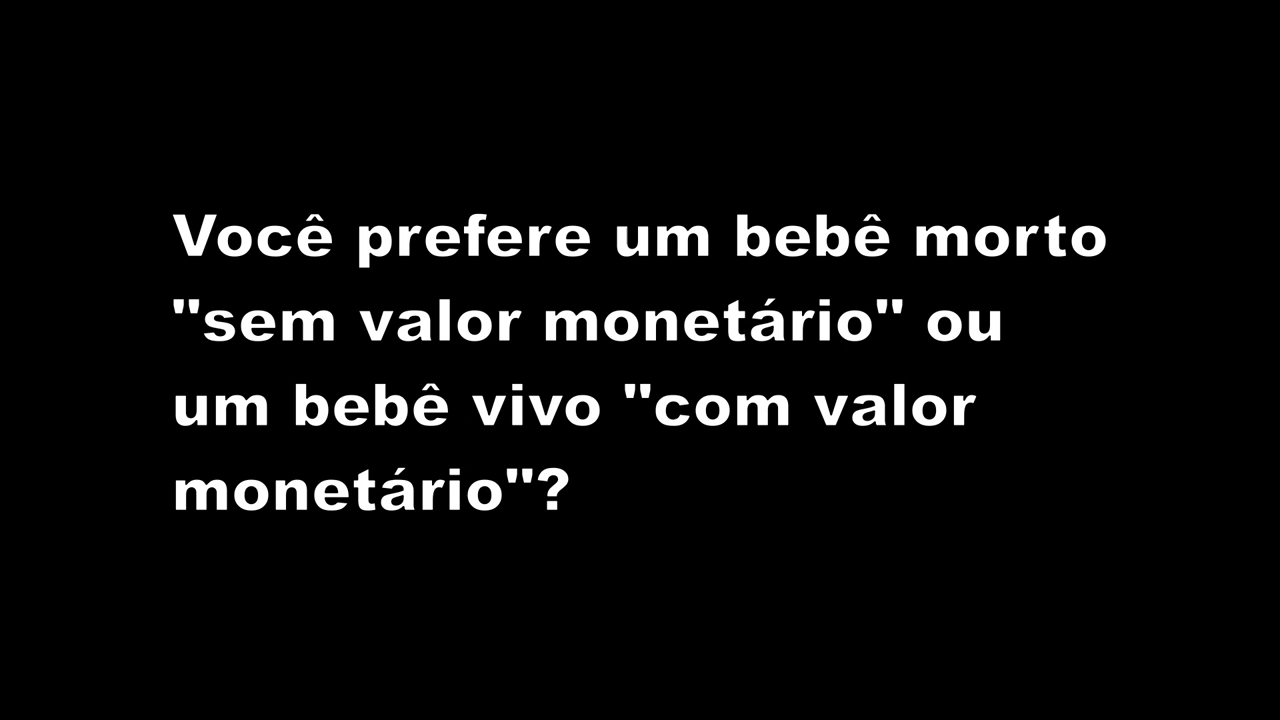 Você prefere um bebê morto
"sem valor monetário" ou
um bebê vivo "com valor
monetário"?